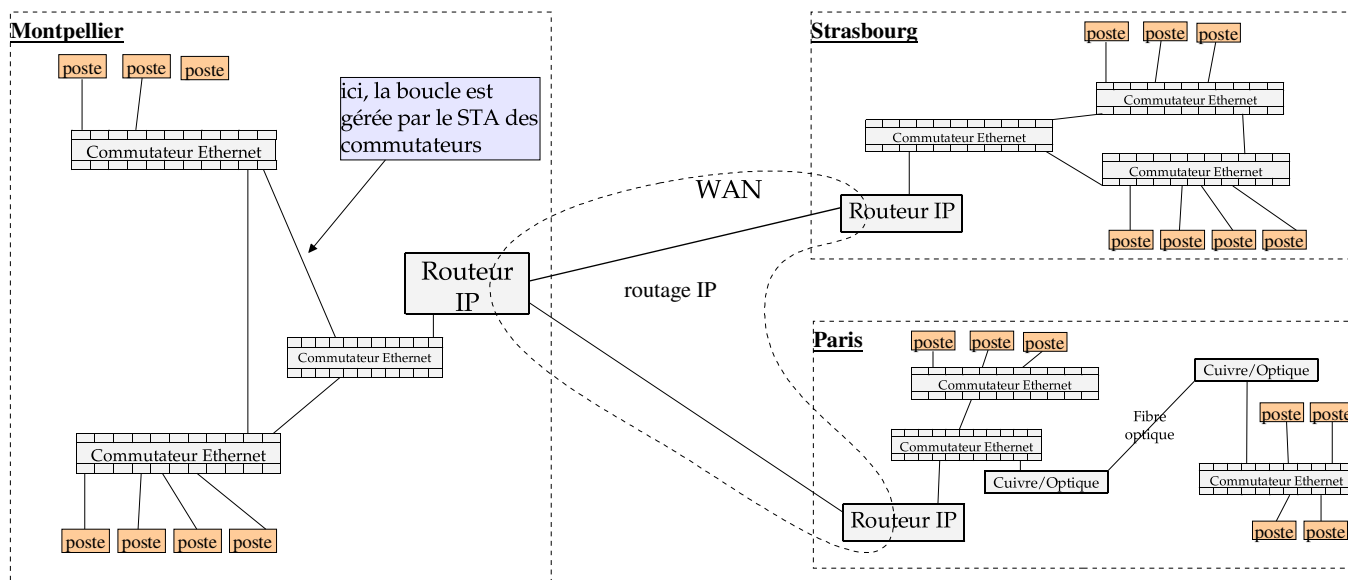 Montpellier
poste
poste
poste
Commutateur Ethernet
ici, la boucle est
gérée par le STA des
commutateurs
Routeur
IP
Commutateur Ethernet
Commutateur Ethernet
poste
poste
poste
poste
WAN
routage IP
Strasbourg
poste
poste
poste
Commutateur Ethernet
Commutateur Ethernet
Commutateur Ethernet
Routeur IP
poste
poste
poste
poste
Paris
poste
poste
poste
Commutateur Ethernet
Cuivre/Optique
Fibre
optique
poste
poste
Commutateur Ethernet
Cuivre/Optique
Commutateur Ethernet
Routeur IP
poste
poste